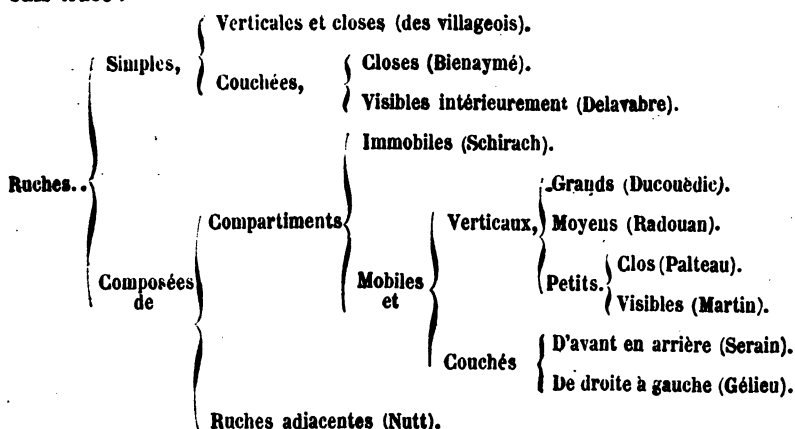 Verticales et closes (des villageois).
Simples,
Couchées,
Closes (Bienaymé).
Visibles intérieurement (Delavabre).
Ruches..
Immobiles (Schirach).
Compartiments
Composées
de
Mobiles
et
Verticaux,
Grands (Ducouèdic).
Moyens (Radouan).
Petits.
Clos (Palteau).
Visibles (Martin).
Couchés
D'avant en arrière (Serain).
De droite à gauche (Gélieu).
Ruches adjacentes (Nutt).